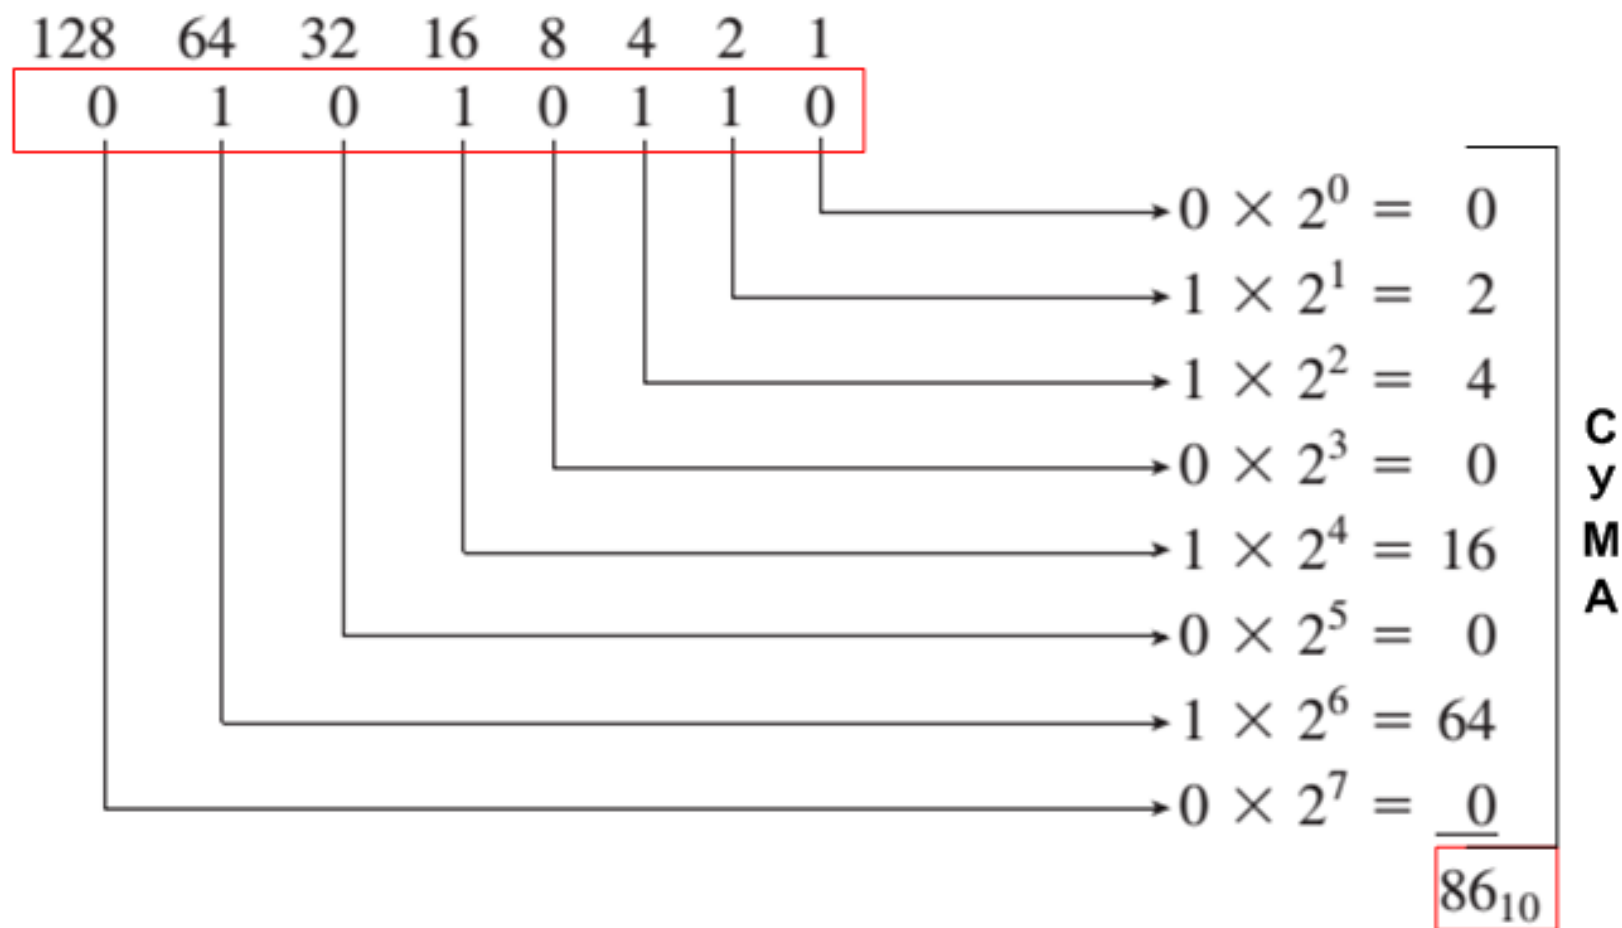 128 64 32 16 8 4 2 1
0 1 0 1 0 1 1 0
0 × 2⁰ = 0
1 × 2¹ = 2
1 × 2² = 4
0 × 2³ = 0
1 × 2⁴ = 16
0 × 2⁵ = 0
1 × 2⁶ = 64
0 × 2⁷ = 0
86₁₀
С
У
М
А